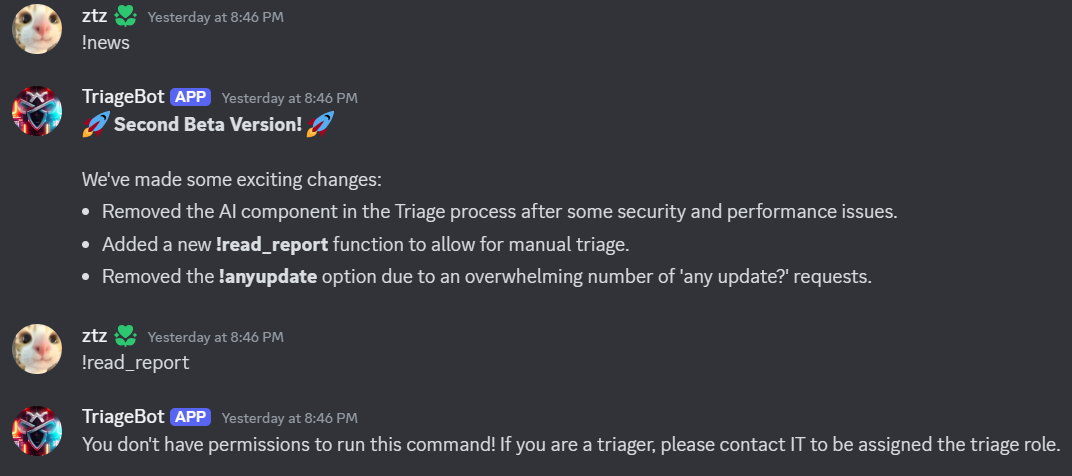 ztz Yesterday at 8:46 PM
!news
TriageBot APP Yesterday at 8:46 PM
Second Beta Version!
We've made some exciting changes:
• Removed the AI component in the Triage process after some security and performance issues.
• Added a new !read_report function to allow for manual triage.
• Removed the !anyupdate option due to an overwhelming number of 'any update?' requests.
ztz Yesterday at 8:46 PM
!read_report
TriageBot APP Yesterday at 8:46 PM
You don't have permissions to run this command! If you are a triager, please contact IT to be assigned the triage role.